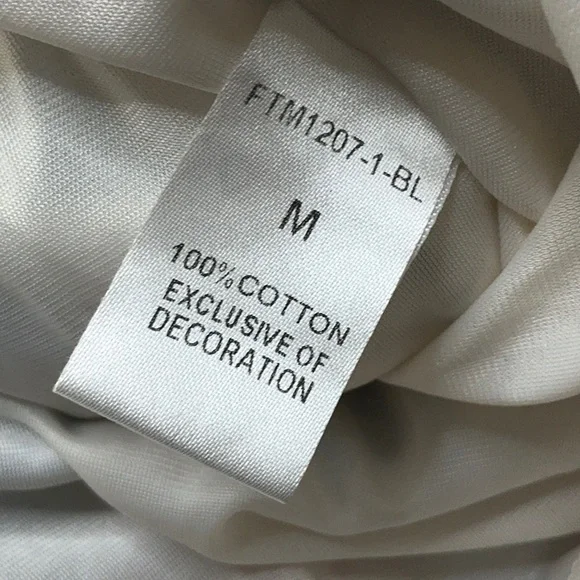 FTM1207-1-BL
M
100% COTTON
EXCLUSIVE OF
DECORATION